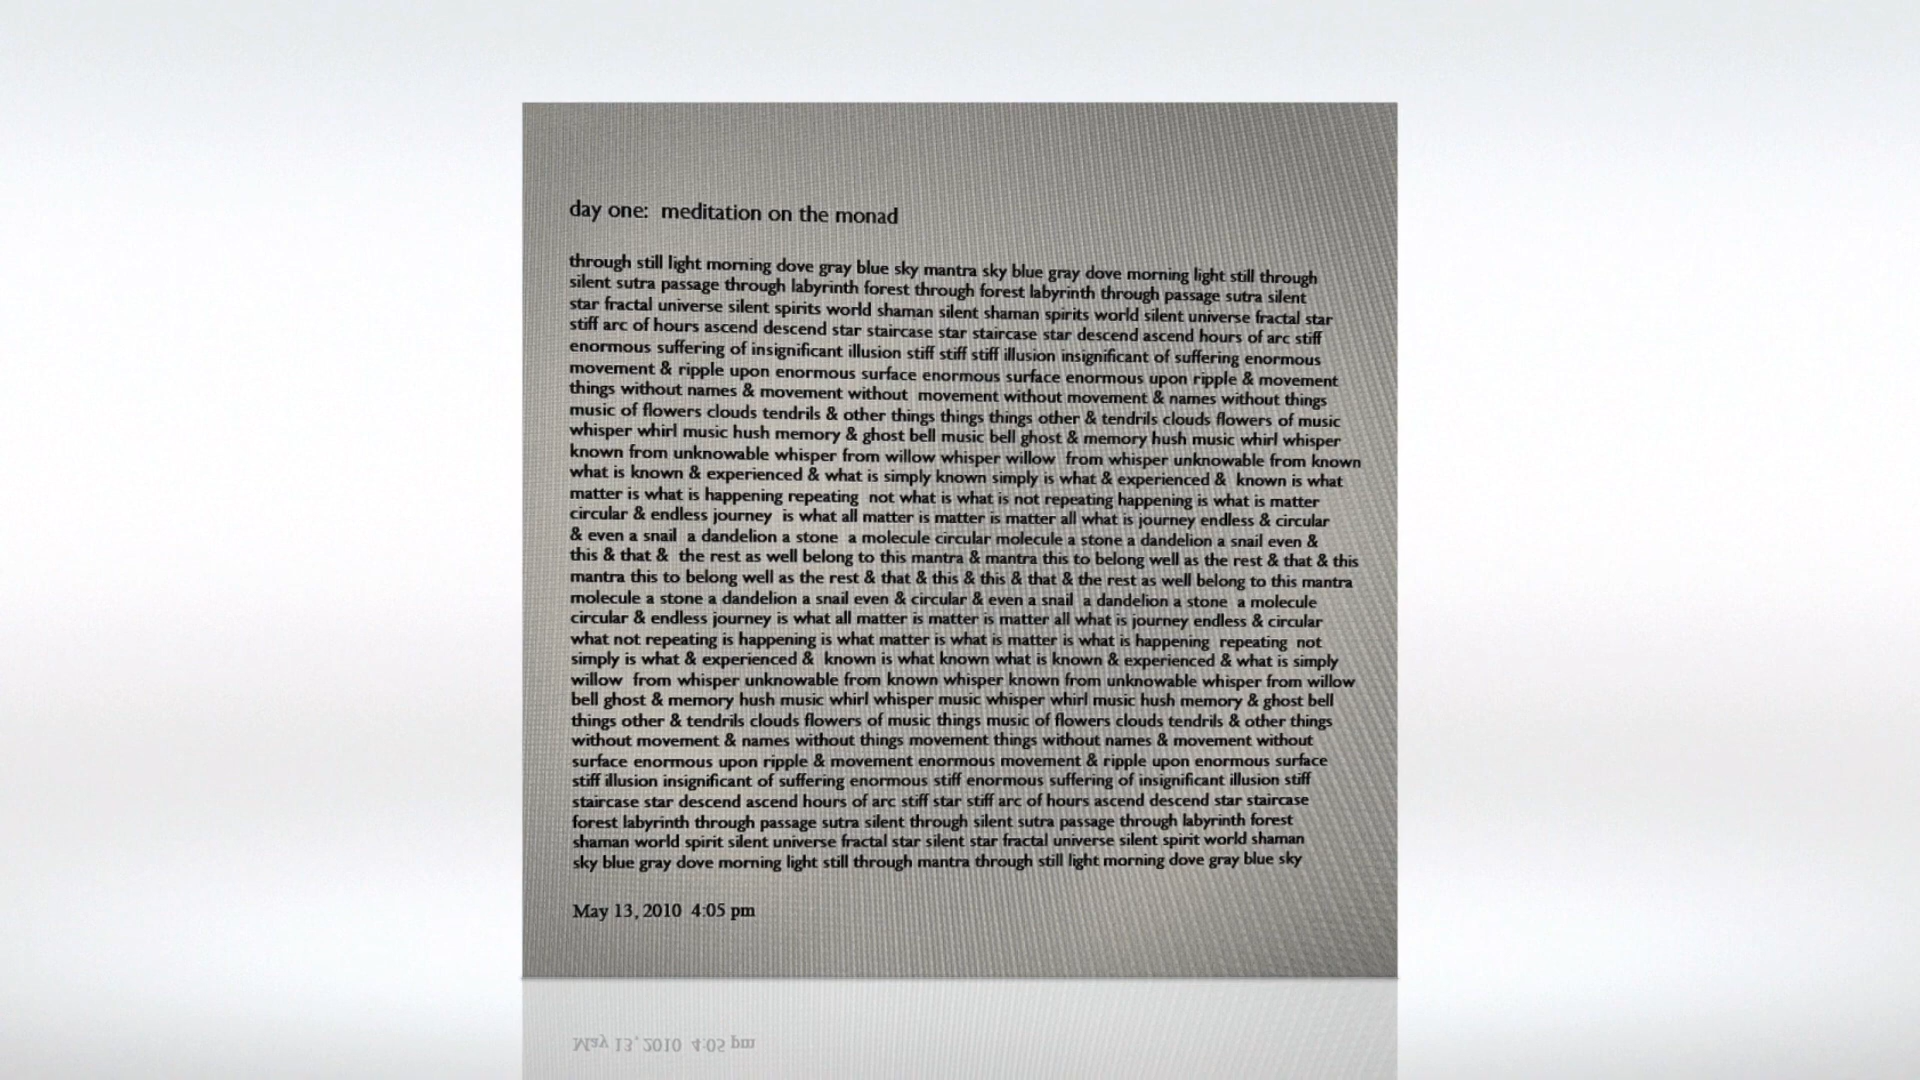 day one:  meditation on the monad
through still light morning dove gray blue sky mantra sky blue gray dove morning light still through
silent sutra passage through labyrinth forest through forest labyrinth through passage sutra silent
star fractal universe silent spirits world shaman silent shaman spirits world silent universe fractal star
stiff arc of hours ascend descend star staircase star staircase star descend ascend hours of arc stiff
enormous suffering of insignificant illusion stiff stiff stiff illusion insignificant of suffering enormous
movement & ripple upon enormous surface enormous surface enormous upon ripple & movement
things without names & movement without  movement without movement & names without things
music of flowers clouds tendrils & other things things things other & tendrils clouds flowers of music
whisper whirl music hush memory & ghost bell music bell ghost & memory hush music whirl whisper
known from unknowable whisper from willow whisper willow  from whisper unknowable from known
what is known & experienced & what is simply known simply is what & experienced &  known is what
matter is what is happening repeating  not what is what is not repeating happening is what is matter
circular & endless journey  is what all matter is matter is matter all what is journey endless & circular
& even a snail  a dandelion a stone  a molecule circular molecule a stone a dandelion a snail even &
this & that &  the rest as well belong to this mantra & mantra this to belong well as the rest & that & this
mantra this to belong well as the rest & that & this & this & that & the rest as well belong to this mantra
molecule a stone a dandelion a snail even & circular & even a snail  a dandelion a stone  a molecule
circular & endless journey is what all matter is matter is matter all what is journey endless & circular
what not repeating is happening is what matter is what is matter is what is happening  repeating  not
simply is what & experienced &  known is what known what is known & experienced & what is simply
willow  from whisper unknowable from known whisper known from unknowable whisper from willow
bell ghost & memory hush music whirl whisper music whisper whirl music hush memory & ghost bell
things other & tendrils clouds flowers of music things music of flowers clouds tendrils & other things
without movement & names without things movement things without names & movement without
surface enormous upon ripple & movement enormous movement & ripple upon enormous surface
stiff illusion insignificant of suffering enormous stiff enormous suffering of insignificant illusion stiff
staircase star descend ascend hours of arc stiff star stiff arc of hours ascend descend star staircase
forest labyrinth through passage sutra silent through silent sutra passage through labyrinth forest
shaman world spirit silent universe fractal star silent star fractal universe silent spirit world shaman
sky blue gray dove morning light still through mantra through still light morning dove gray blue sky
May 13, 2010  4:05 pm